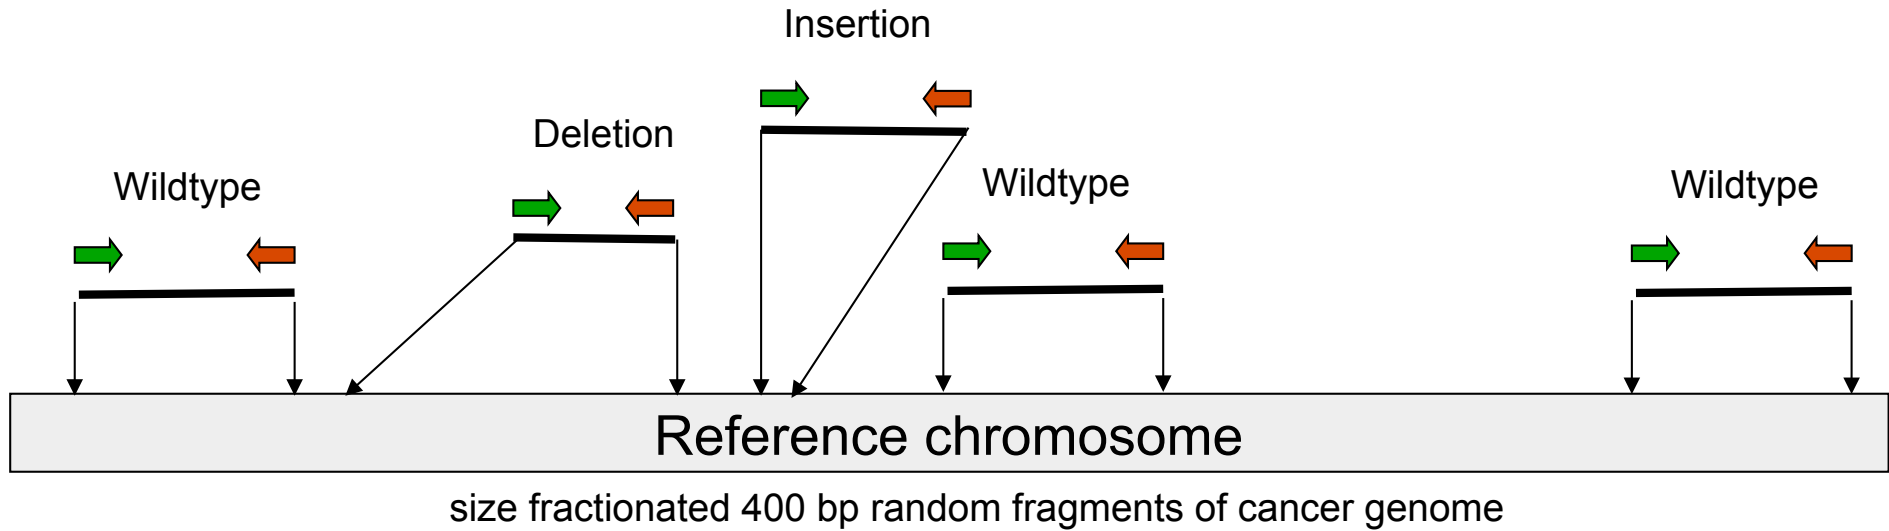 Insertion
Deletion
Wildtype
Wildtype
Wildtype
Reference chromosome
size fractionated 400 bp random fragments of cancer genome